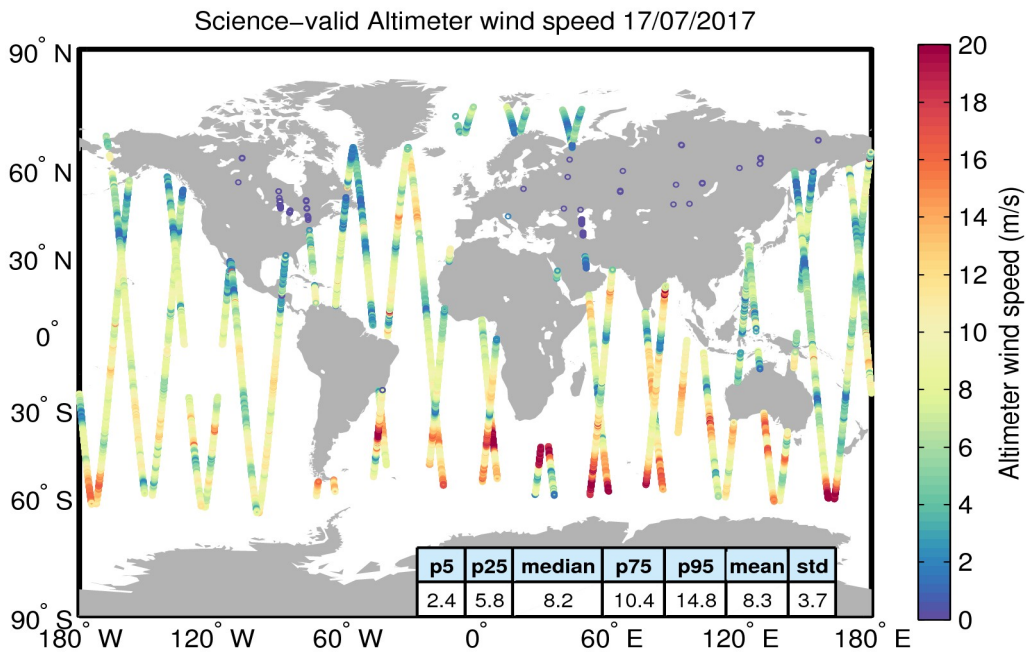 Science−valid Altimeter wind speed 17/07/2017
90° N
60° N
30° N
0°
30° S
60° S
90° S
180° W
120° W
60° W
0°
60° E
120° E
180° E
p5 p25 median p75 p95 mean std
2.4 5.8 8.2 10.4 14.8 8.3 3.7
20
18
16
14
12
10
8
6
4
2
0
Altimeter wind speed (m/s)